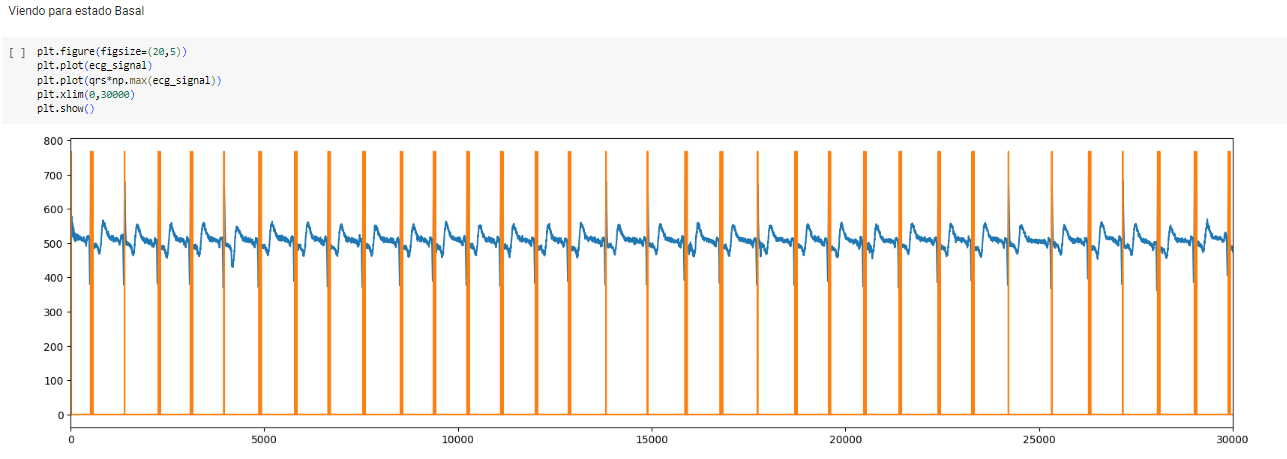 Viendo para estado Basal
[ ] plt.figure(figsize=(20,5))
plt.plot(ecg_signal)
plt.plot(qrs*np.max(ecg_signal))
plt.xlim(0,30000)
plt.show()
800
700
600
500
400
300
200
100
0
0 5000 10000 15000 20000 25000 30000